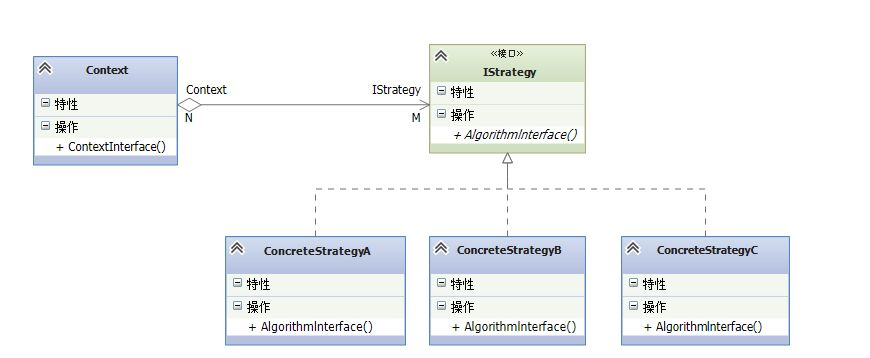 Context
特性
操作
+ ContextInterface()
Context
N
IStrategy
M
«接口»
IStrategy
特性
操作
+ AlgorithmInterface()
ConcreteStrategyA
特性
操作
+ AlgorithmInterface()
ConcreteStrategyB
特性
操作
+ AlgorithmInterface()
ConcreteStrategyC
特性
操作
+ AlgorithmInterface()